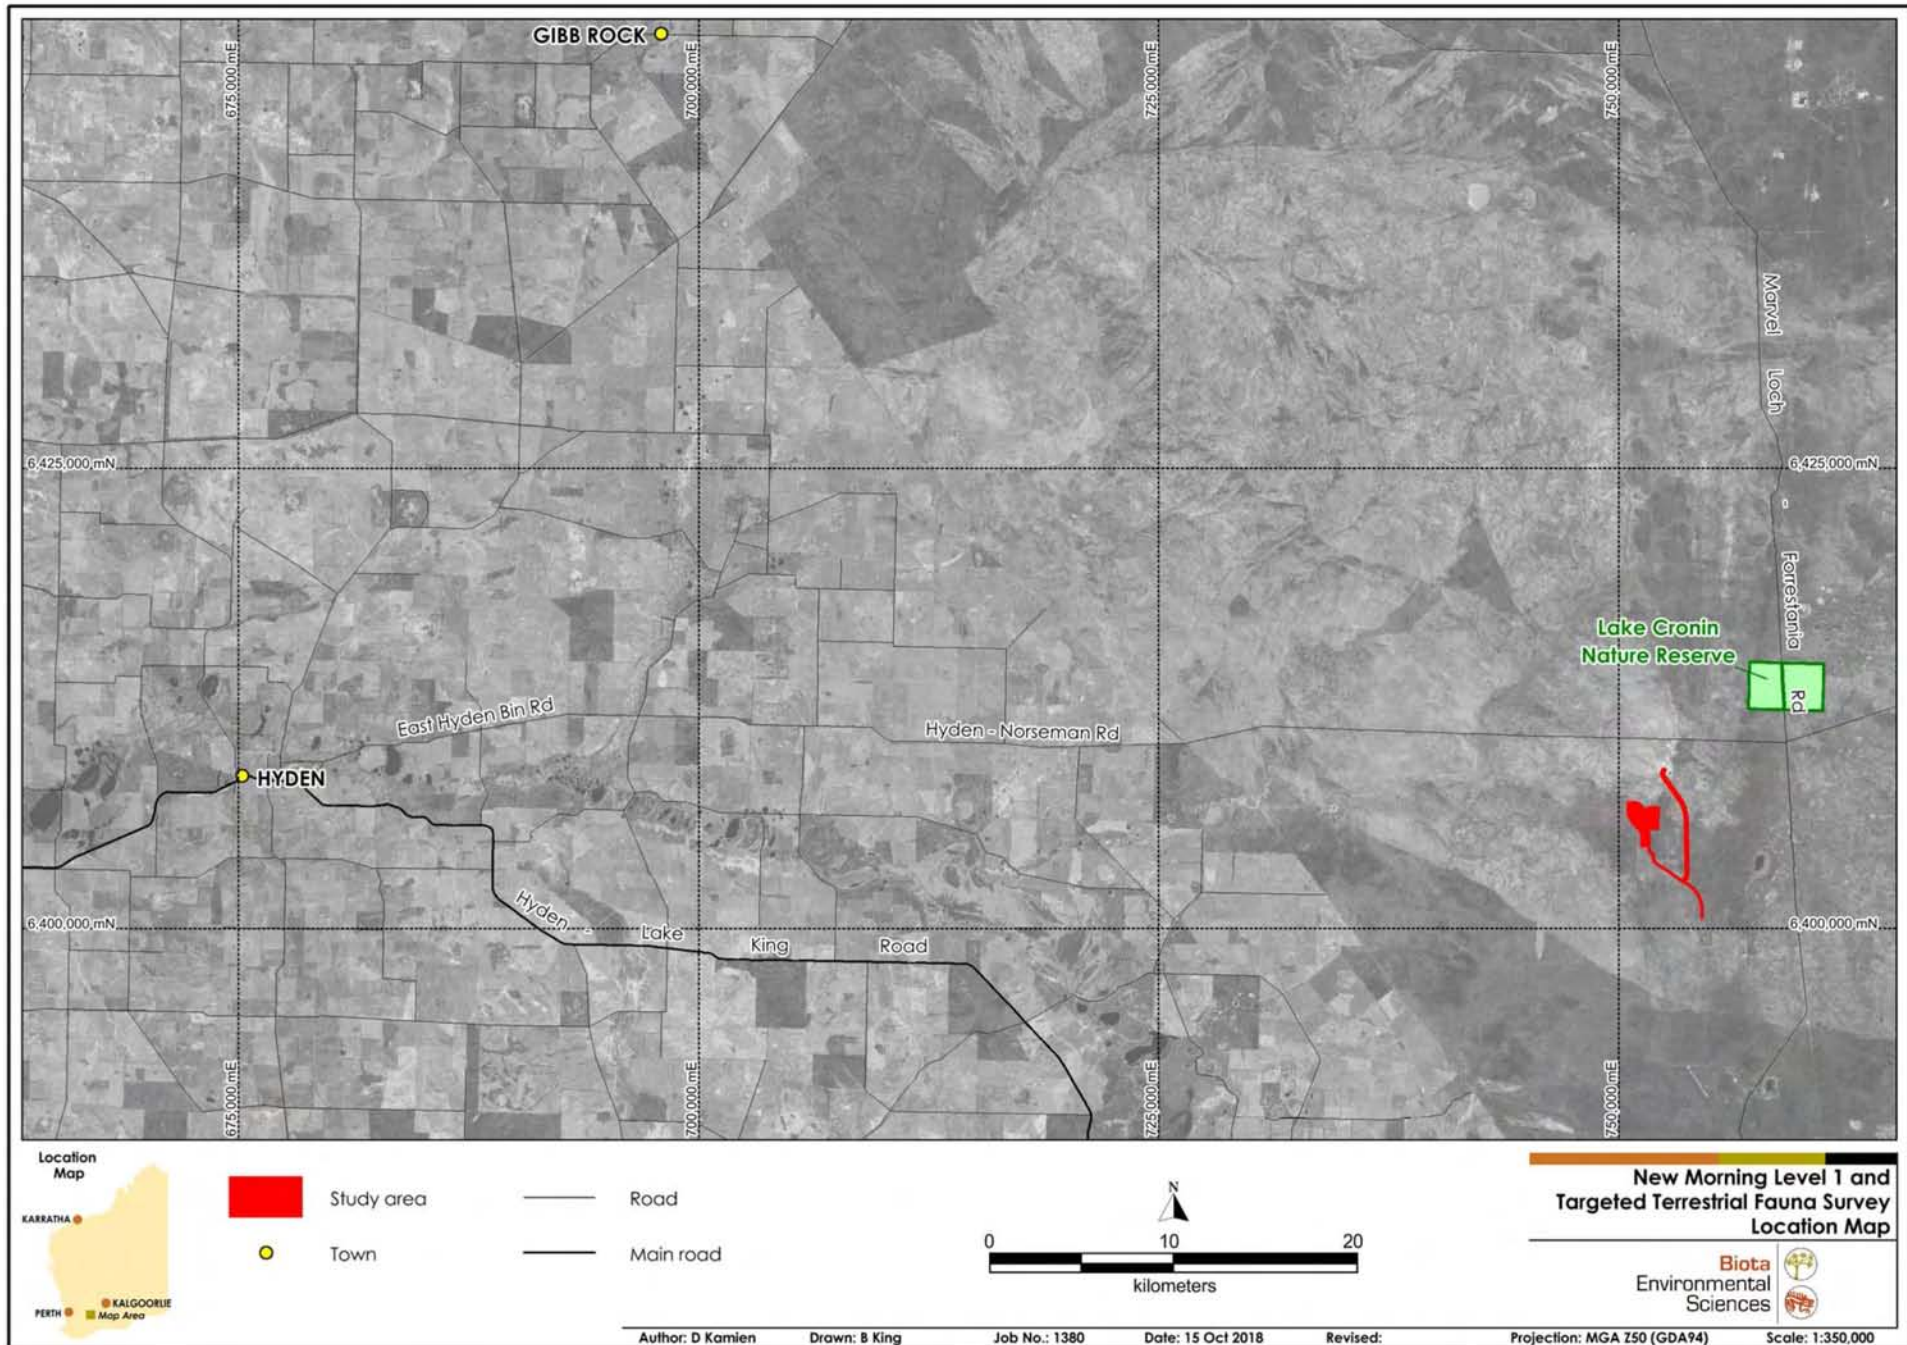 GIBB ROCK
675,000 mE
700,000 mE
725,000 mE
750,000 mE
Marvel Loch - Forrestania Rd
6,425,000 mN
6,425,000 mN
Lake Cronin
Nature Reserve
East Hyden Bin Rd
Hyden - Norseman Rd
HYDEN
Hyden - Lake King Road
6,400,000 mN
6,400,000 mN
675,000 mE
700,000 mE
725,000 mE
750,000 mE
Location
Map
KARRATHA
KALGOORLIE
PERTH
Map Area
Study area
Town
Road
Main road
N
0 10 20
kilometers
New Morning Level 1 and
Targeted Terrestrial Fauna Survey
Location Map
Biota
Environmental
Sciences
Author: D Kamien Drawn: B King Job No.: 1380 Date: 15 Oct 2018 Revised: Projection: MGA Z50 (GDA94) Scale: 1:350,000